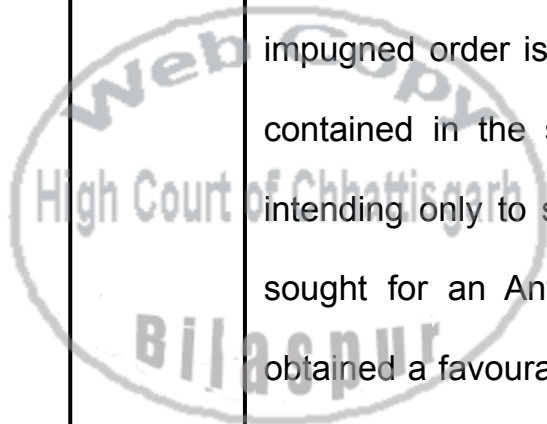 Web Copy
impugned order is
contained in the s
High Court of Chhattisgarh
intending only to s
sought for an An
Bilaspur
obtained a favoura